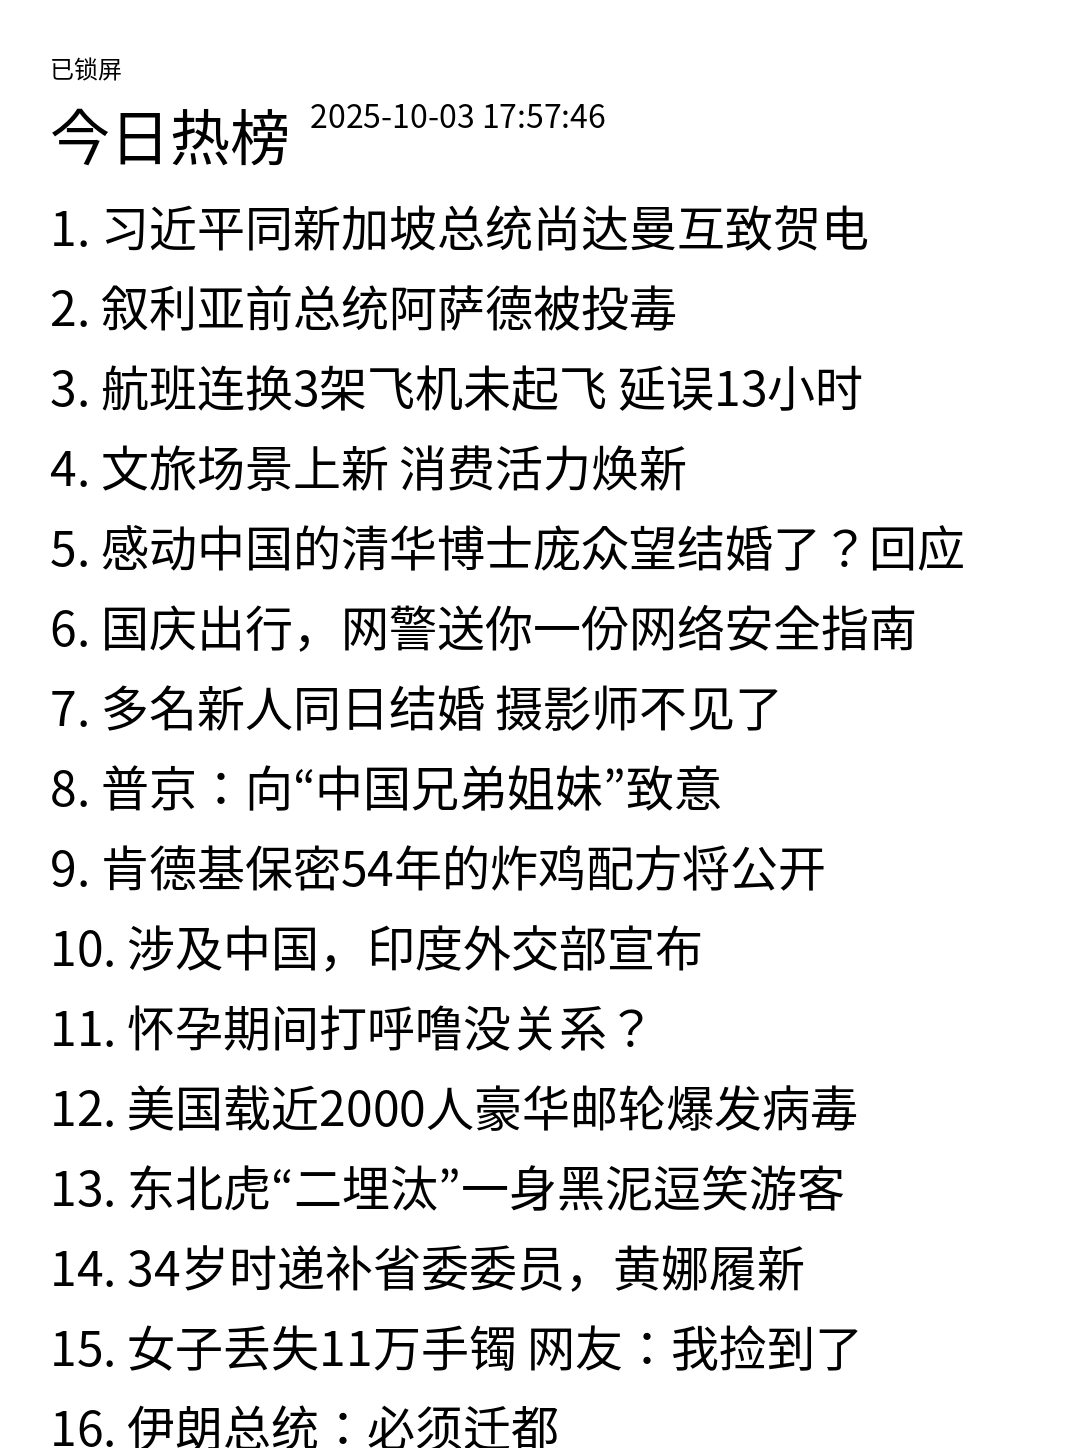 已锁屏
今日热榜 2025-10-03 17:57:46
1. 习近平同新加坡总统尚达曼互致贺电
2. 叙利亚前总统阿萨德被投毒
3. 航班连换3架飞机未起飞 延误13小时
4. 文旅场景上新 消费活力焕新
5. 感动中国的清华博士庞众望结婚了？回应
6. 国庆出行，网警送你一份网络安全指南
7. 多名新人同日结婚 摄影师不见了
8. 普京：向“中国兄弟姐妹”致意
9. 肯德基保密54年的炸鸡配方将公开
10. 涉及中国，印度外交部宣布
11. 怀孕期间打呼噜没关系？
12. 美国载近2000人豪华邮轮爆发病毒
13. 东北虎“二埋汰”一身黑泥逗笑游客
14. 34岁时递补省委委员，黄娜履新
15. 女子丢失11万手镯 网友：我捡到了
16. 伊朗总统：必须迁都